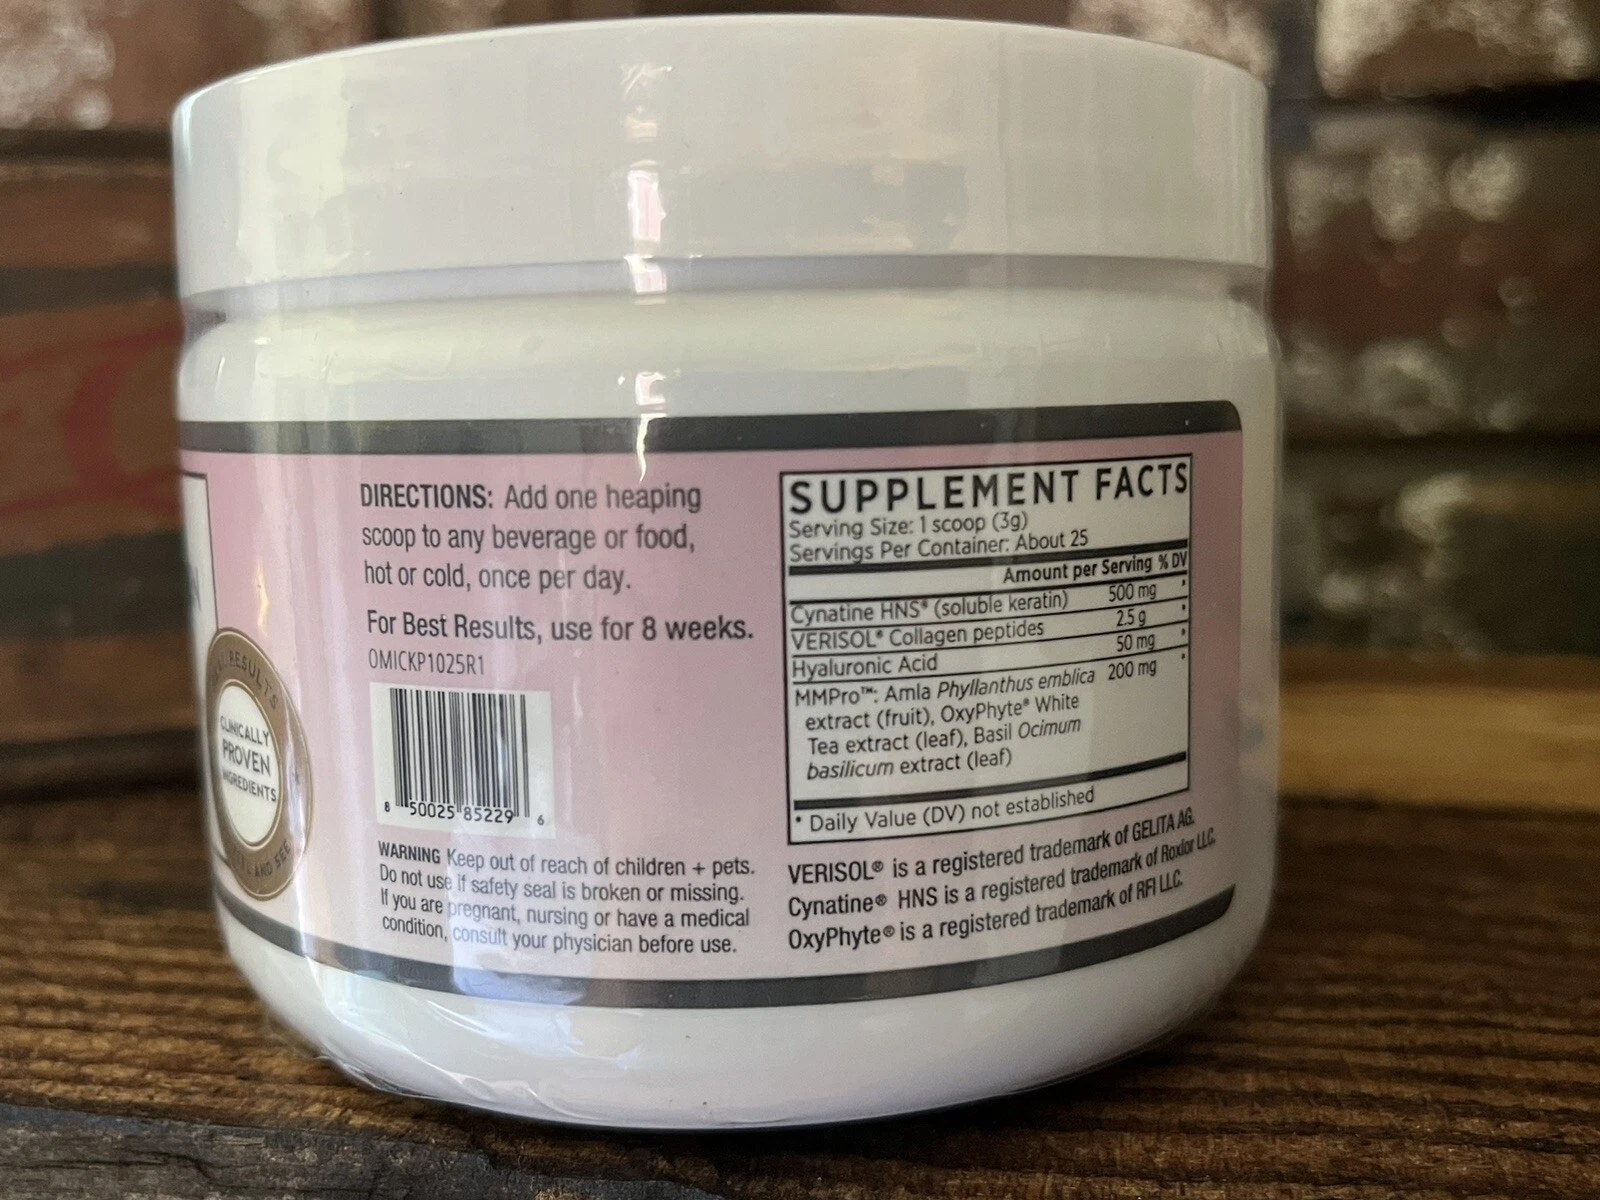 DIRECTIONS: Add one heaping
scoop to any beverage or food,
hot or cold, once per day.
For Best Results, use for 8 weeks.
OMICKP1025R1
8 50025 85229 6
WARNING Keep out of reach of children + pets.
Do not use if safety seal is broken or missing.
If you are pregnant, nursing or have a medical
condition, consult your physician before use.
RESULTS
CLINICALLY
PROVEN
INGREDIENTS
AND SEE
SUPPLEMENT FACTS
Serving Size: 1 scoop (3g)
Servings Per Container: About 25
Amount per Serving % DV
Cynatine HNS® (soluble keratin) 500 mg *
VERISOL® Collagen peptides 2.5 g *
Hyaluronic Acid 50 mg *
MMPro™: Amla Phyllanthus emblica 200 mg *
extract (fruit), OxyPhyte® White
Tea extract (leaf), Basil Ocimum
basilicum extract (leaf)
* Daily Value (DV) not established
VERISOL® is a registered trademark of GELITA AG.
Cynatine® HNS is a registered trademark of Roxlor LLC.
OxyPhyte® is a registered trademark of RFI LLC.